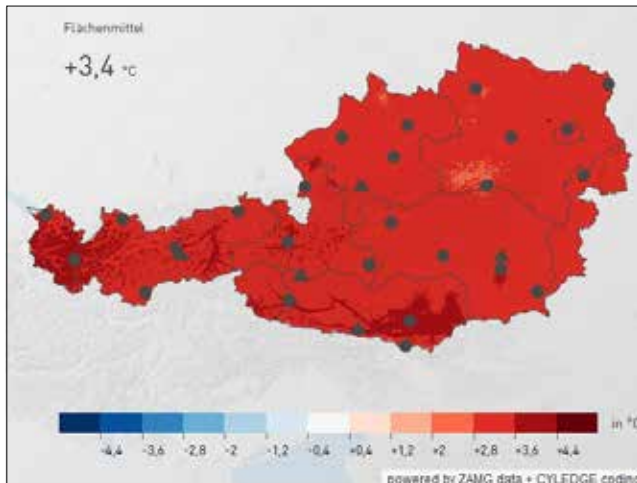 Flächenmittel
+3,4 °C
-4,4 -3,6 -2,8 -2 -1,2 -0,4 +0,4 +1,2 +2 +2,8 +3,6 +4,4 in °C
powered by ZAMG data + CYLEDGE coding